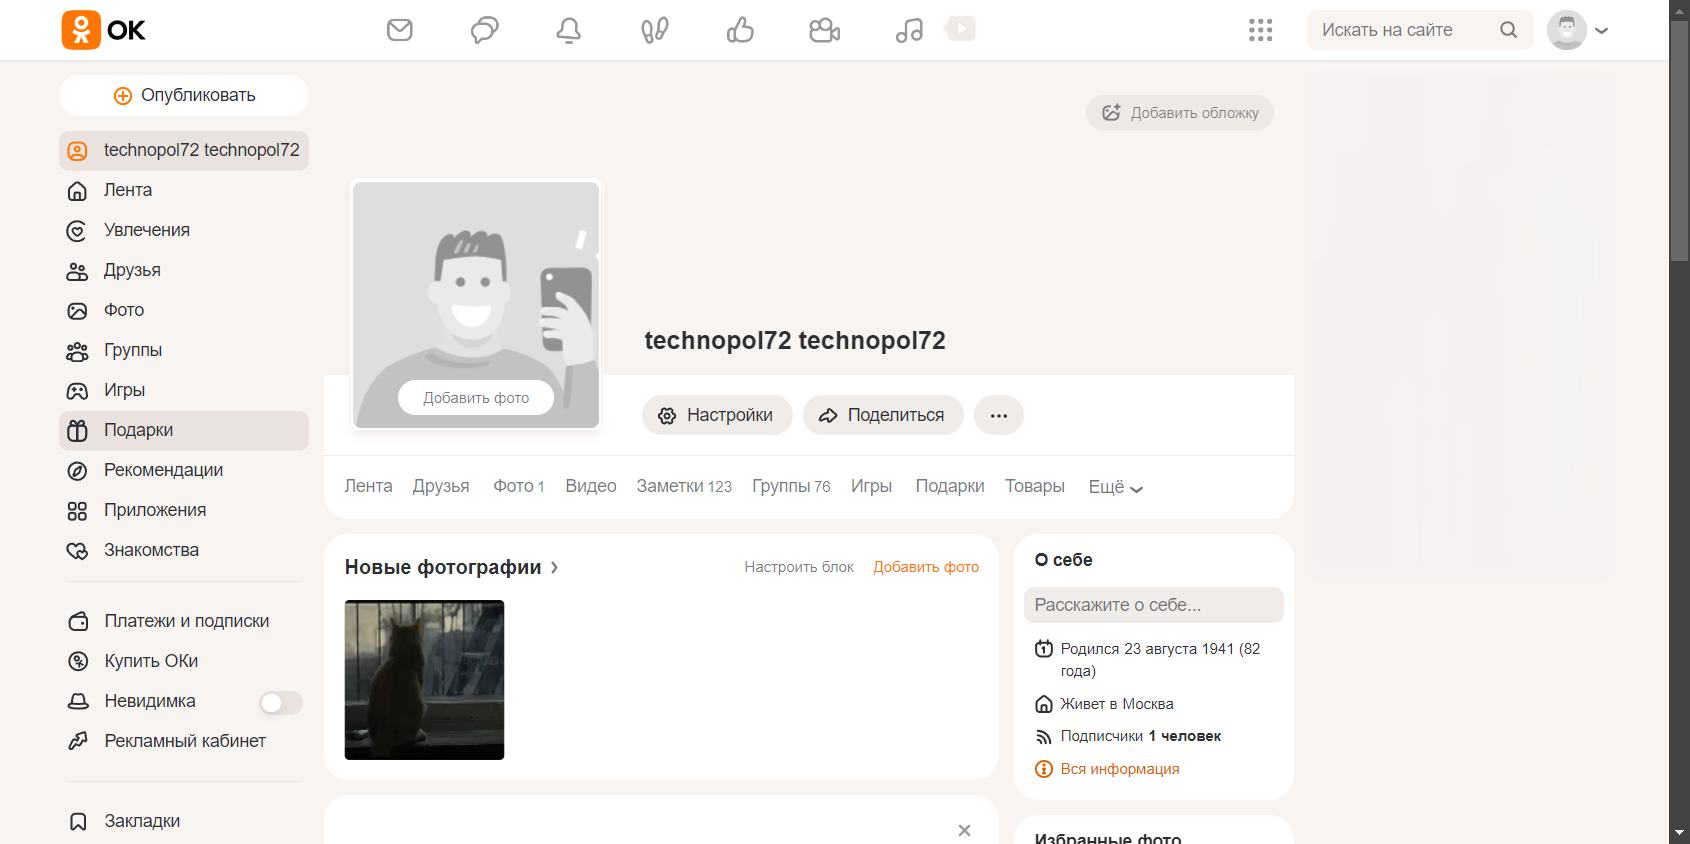 ОК
Искать на сайте
Опубликовать
Добавить обложку
technopol72 technopol72
Лента
Увлечения
Друзья
Фото
Группы
Игры
Подарки
Рекомендации
Приложения
Знакомства
Платежи и подписки
Купить ОКи
Невидимка
Рекламный кабинет
Закладки
Добавить фото
technopol72 technopol72
Настройки
Поделиться
Лента Друзья Фото 1 Видео Заметки 123 Группы 76 Игры Подарки Товары Ещё
Новые фотографии
Настроить блок Добавить фото
О себе
Расскажите о себе...
Родился 23 августа 1941 (82
года)
Живет в Москва
Подписчики 1 человек
Вся информация
Избранные фото